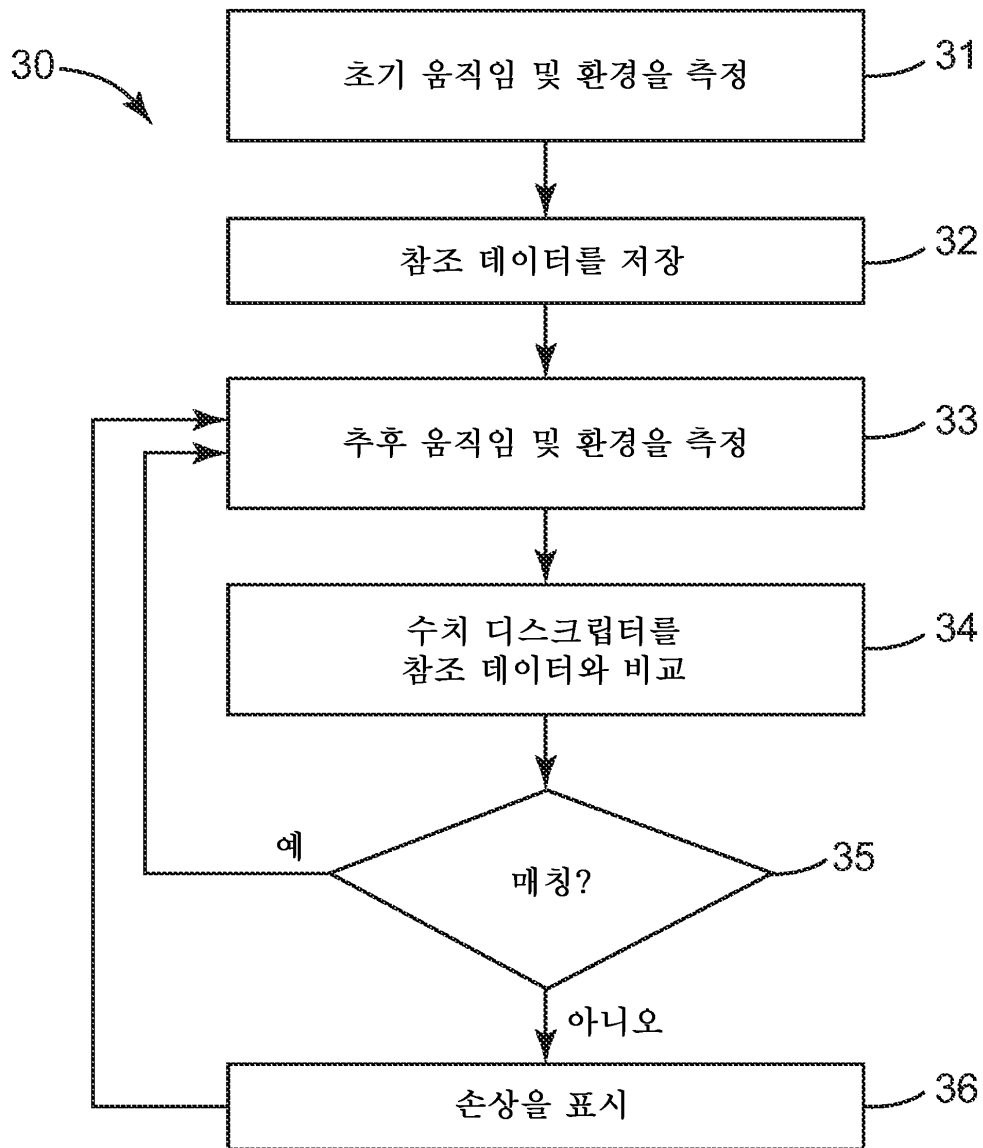 30
초기 움직임 및 환경을 측정
31
참조 데이터를 저장
32
추후 움직임 및 환경을 측정
33
수치 디스크립터를
참조 데이터와 비교
34
예
매칭?
35
아니오
손상을 표시
36